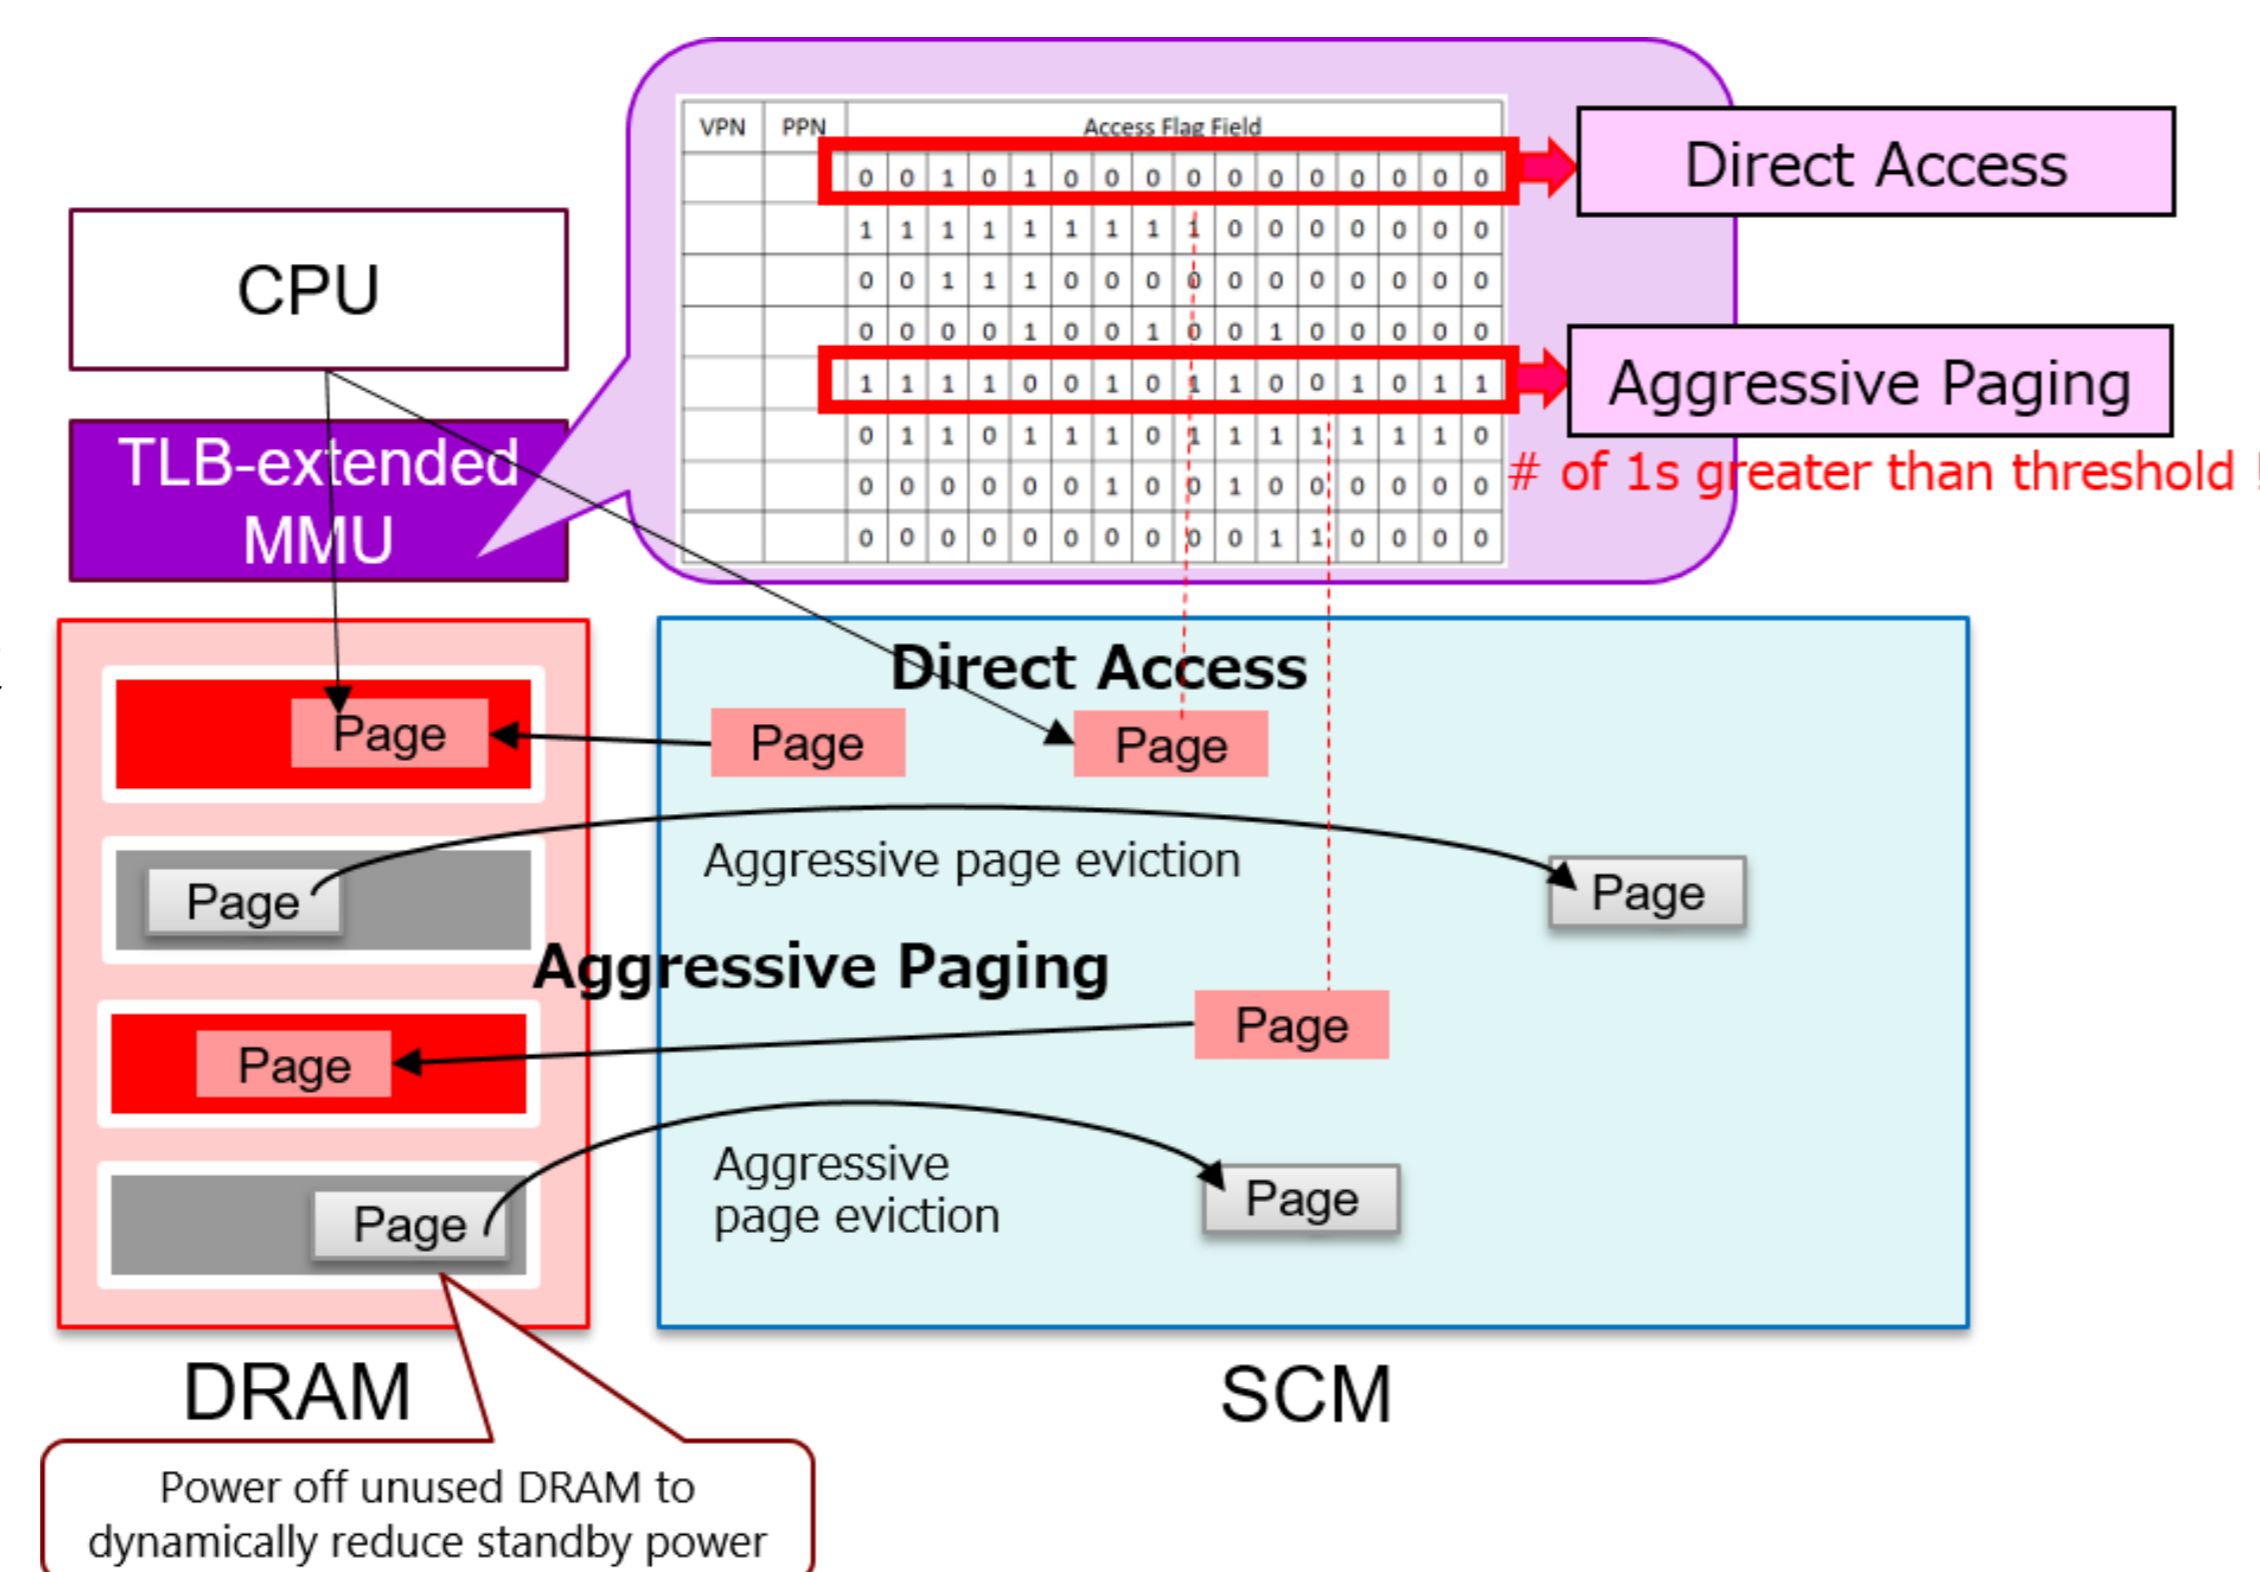 VPN PPN Access Flag Field
0 0 1 0 1 0 0 0 0 0 0 0 0 0 0 0
1 1 1 1 1 1 1 1 1 0 0 0 0 0 0 0
0 0 1 1 1 0 0 0 0 0 0 0 0 0 0 0
0 0 0 0 1 0 0 1 0 0 1 0 0 0 0 0
1 1 1 1 0 0 1 0 1 1 0 0 1 0 1 1
0 1 1 0 1 1 1 0 1 1 1 1 1 1 1 0
0 0 0 0 0 0 1 0 0 1 0 0 0 0 0 0
0 0 0 0 0 0 0 0 0 0 1 1 0 0 0 0
Direct Access
Aggressive Paging
# of 1s greater than threshold !
CPU
TLB-extended
MMU
Direct Access
Page
Page
Page
Aggressive page eviction
Page
Page
Aggressive Paging
Page
Page
Aggressive
page eviction
Page
Page
DRAM
SCM
Power off unused DRAM to
dynamically reduce standby power